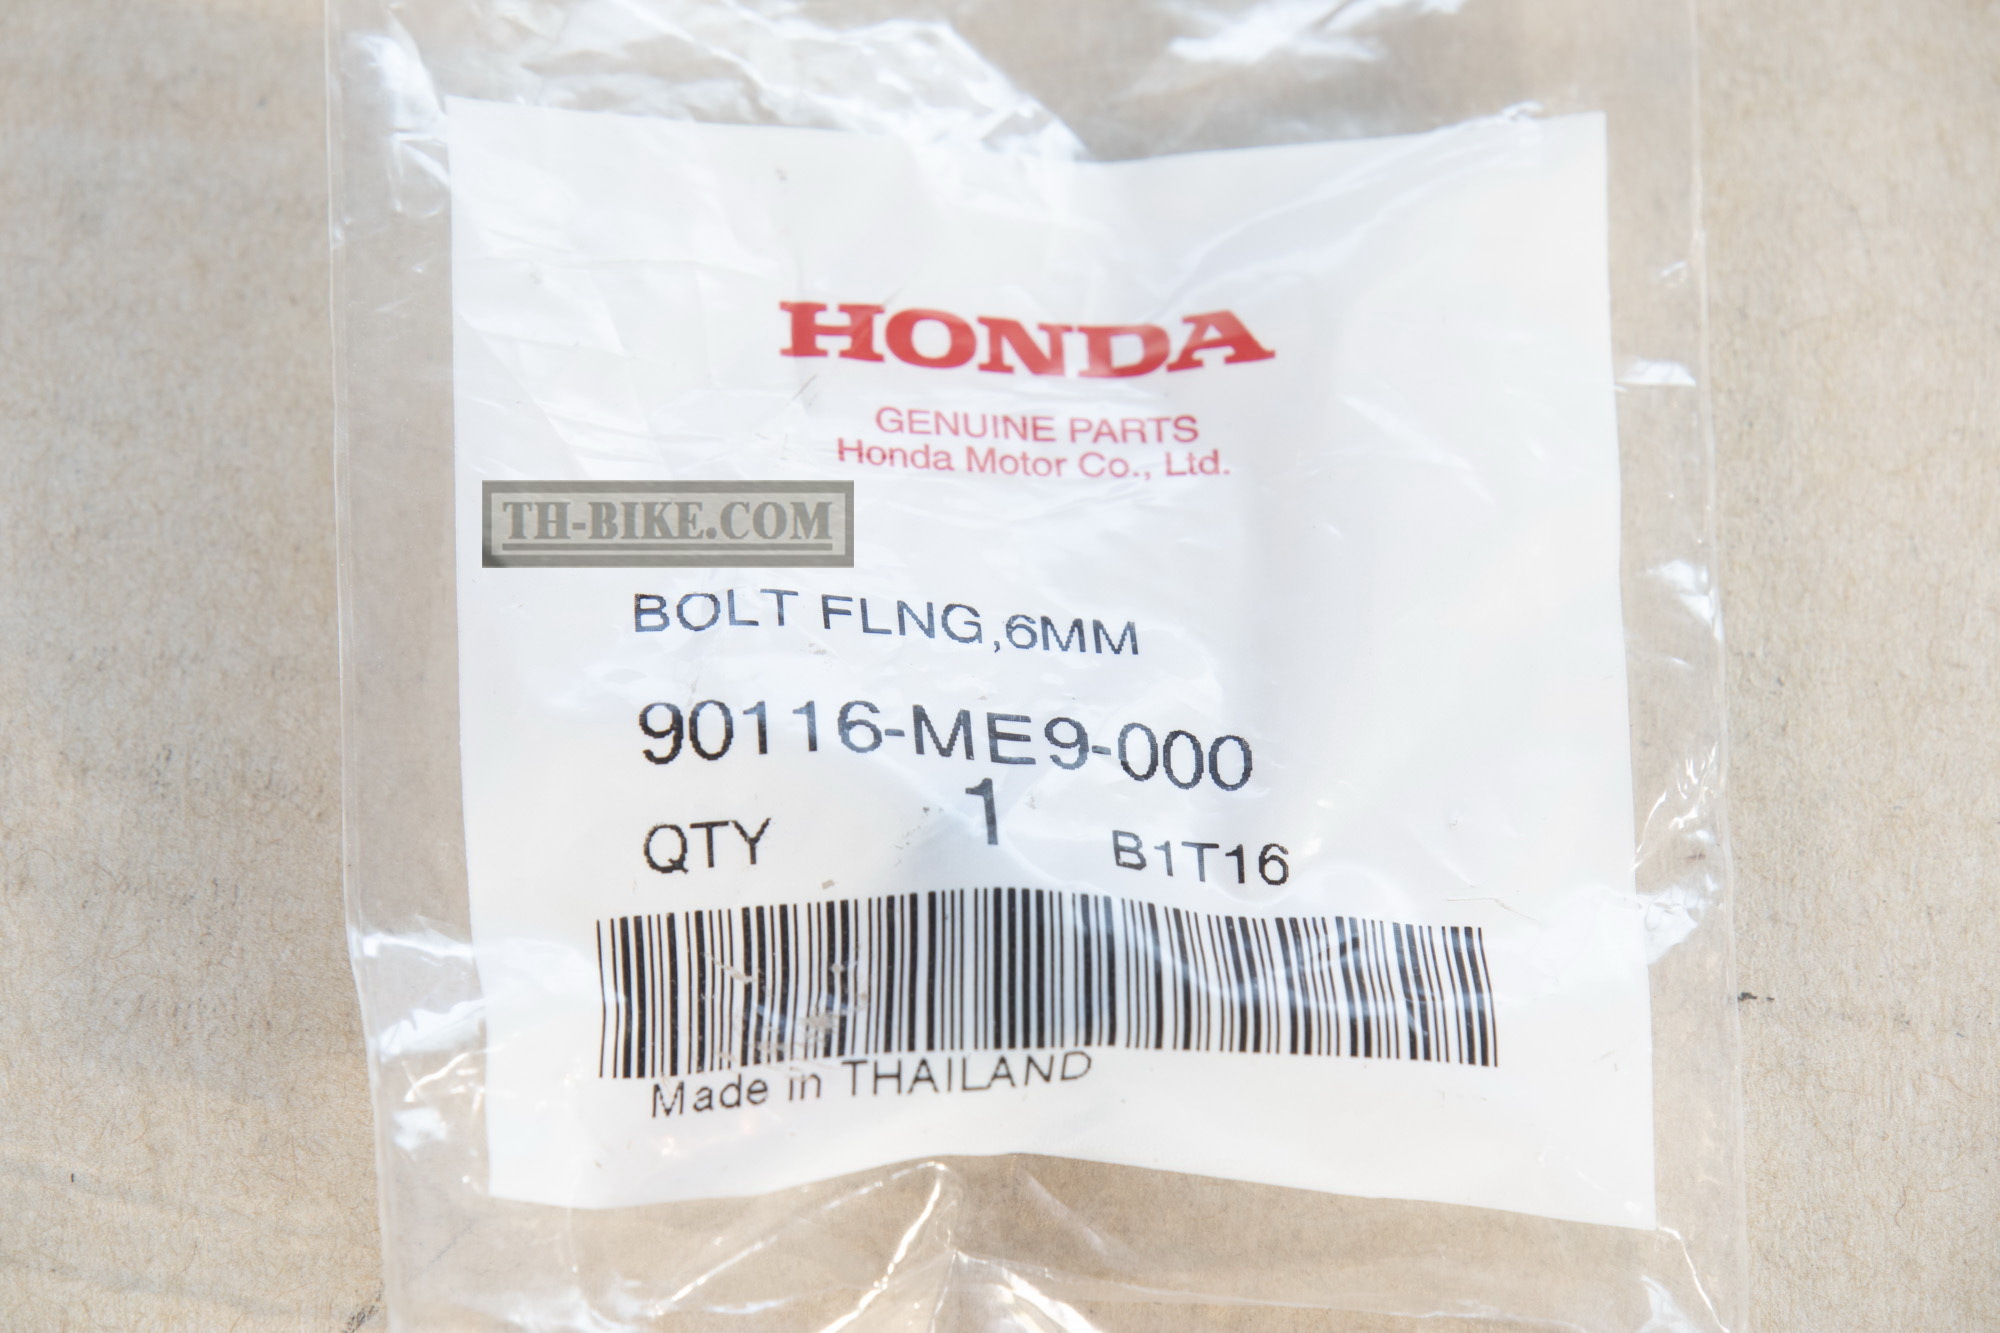 HONDA
GENUINE PARTS
Honda Motor Co., Ltd.
TH-BIKE.COM
BOLT FLNG,6MM
90116-ME9-000
QTY 1 B1T16
Made in THAILAND